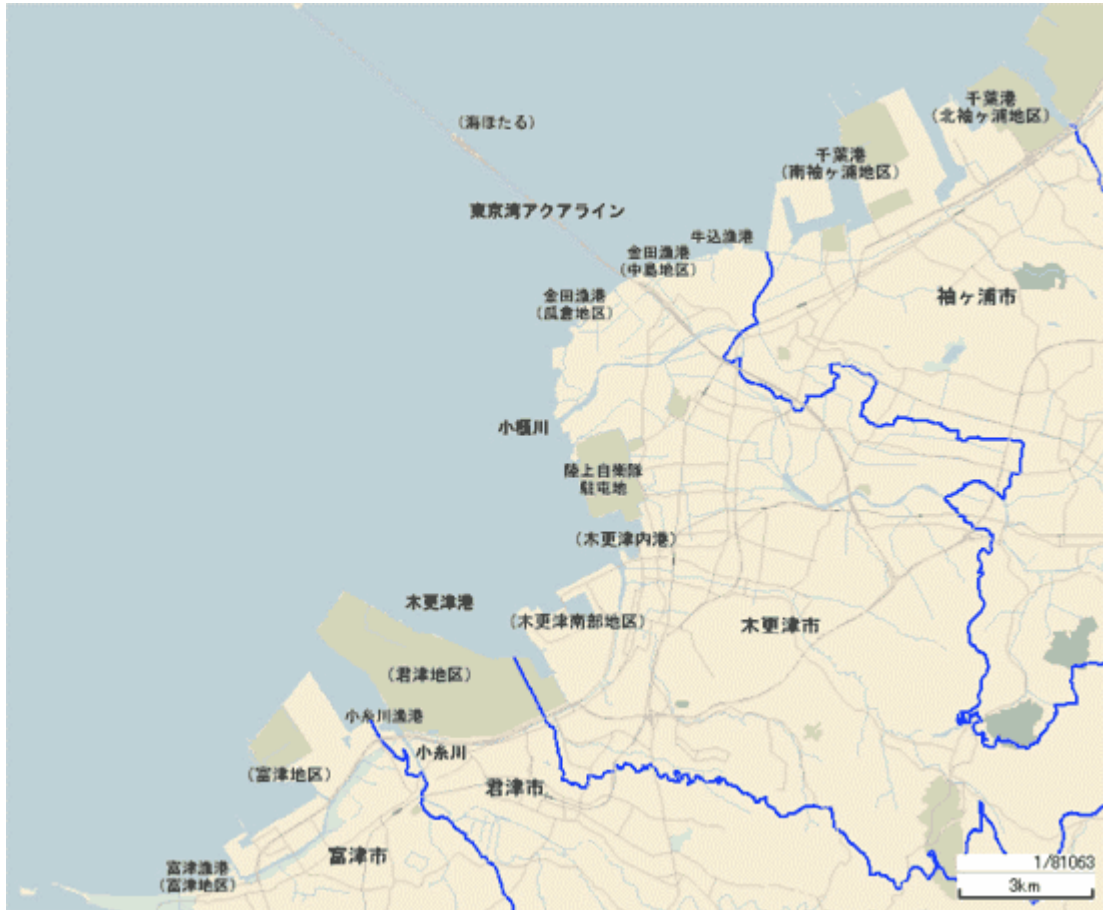 千葉港
(北袖ヶ浦地区)
(海ほたる)
千葉港
(南袖ヶ浦地区)
東京湾アクアライン
牛込漁港
金田漁港
(中島地区)
金田漁港
(瓜倉地区)
袖ヶ浦市
小櫃川
陸上自衛隊
駐屯地
(木更津内港)
木更津港
(木更津南部地区)
木更津市
(君津地区)
小糸川漁港
小糸川
(富津地区)
君津市
富津市
富津漁港
(富津地区)
1/81063
3km